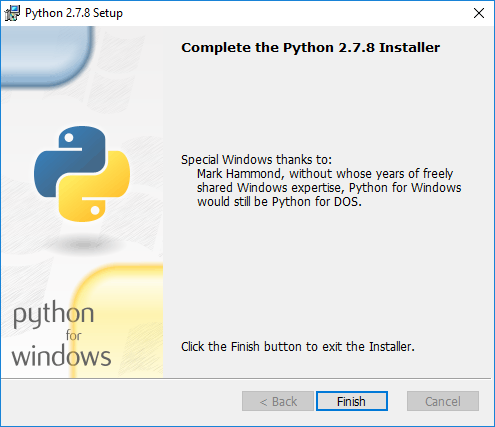 Python 2.7.8 Setup
Complete the Python 2.7.8 Installer
Special Windows thanks to:
Mark Hammond, without whose years of freely
shared Windows expertise, Python for Windows
would still be Python for DOS.
python
for
windows
Click the Finish button to exit the Installer.
< Back
Finish
Cancel